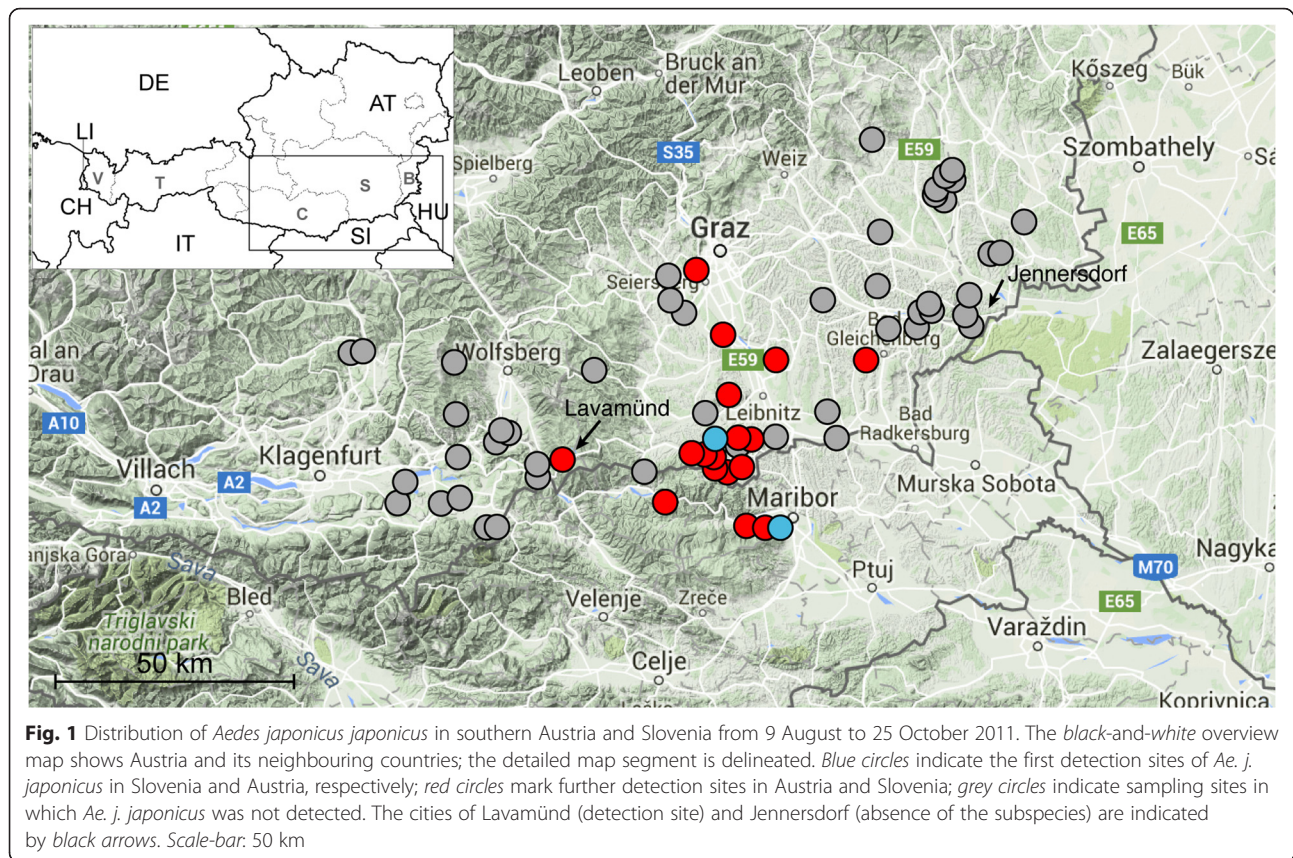 DE
AT
LI
V
T
S
B
CH
C
HU
IT
SI
Leoben
Bruck an
der Mur
Kőszeg
Bük
S35
E59
Spielberg
Weiz
Szombathely
Graz
E65
Seiersberg
Jennersdorf
Bad
Gleichenberg
Wolfsberg
E59
Zalaegersze
al an
Drau
A10
Lavamünd
Leibnitz
Bad
Radkersburg
Klagenfurt
Villach
A2
A2
Maribor
Murska Sobota
anjska Gora
Sava
Nagyka
Ptuj
M70
Bled
Velenje
Zreče
E65
Triglavski
narodni park
Varaždin
50 km
Sava
Celje
Koprivnica
Fig. 1 Distribution of Aedes japonicus japonicus in southern Austria and Slovenia from 9 August to 25 October 2011. The black-and-white overview
map shows Austria and its neighbouring countries; the detailed map segment is delineated. Blue circles indicate the first detection sites of Ae. j.
japonicus in Slovenia and Austria, respectively; red circles mark further detection sites in Austria and Slovenia; grey circles indicate sampling sites in
which Ae. j. japonicus was not detected. The cities of Lavamünd (detection site) and Jennersdorf (absence of the subspecies) are indicated
by black arrows. Scale-bar: 50 km